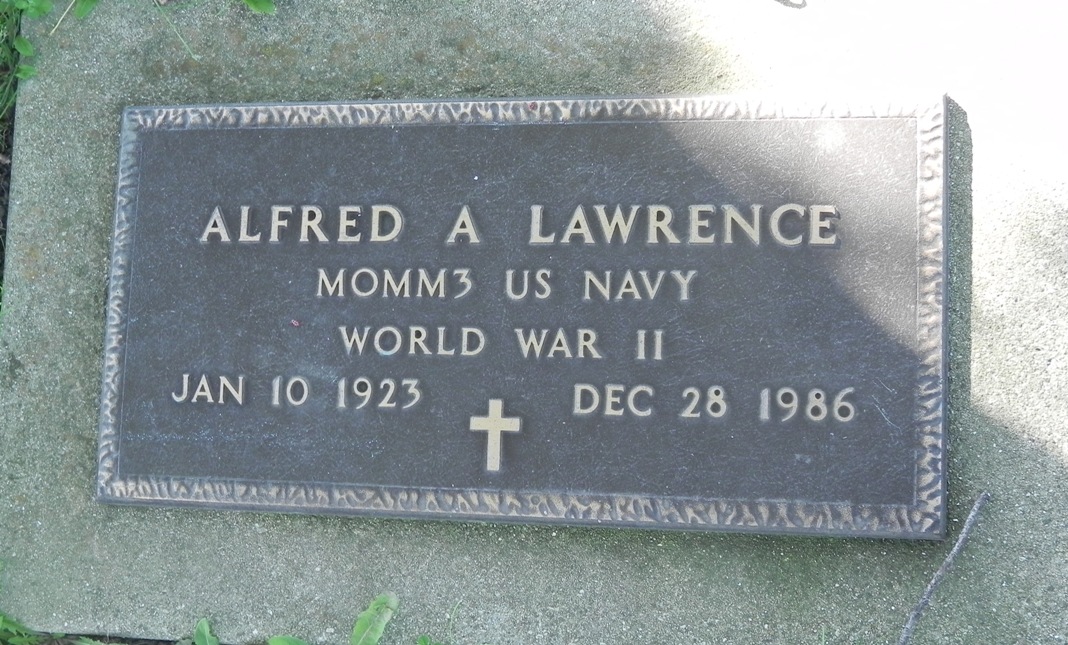 ALFRED A LAWRENCE
MOMM3 US NAVY
WORLD WAR II
JAN 10 1923 DEC 28 1986